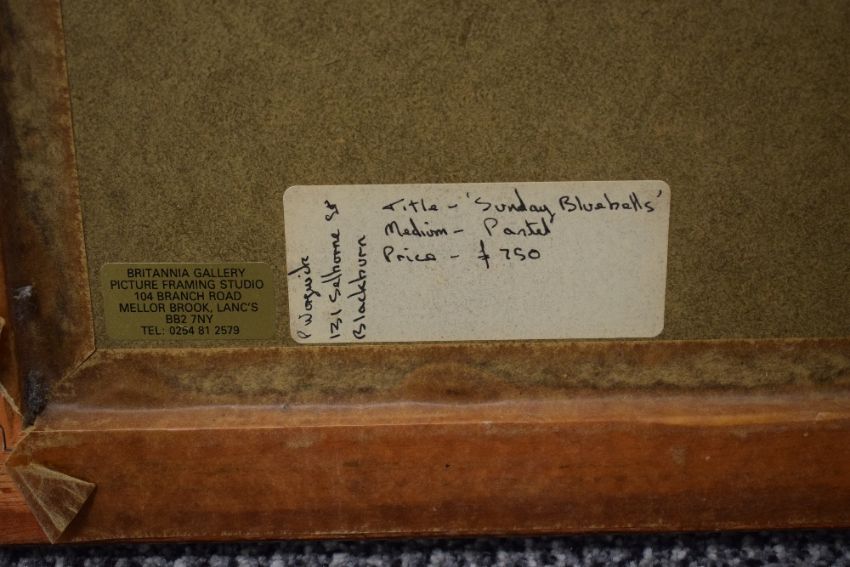 BRITANNIA GALLERY
PICTURE FRAMING STUDIO
104 BRANCH ROAD
MELLOR BROOK, LANC'S
BB2 7NY
TEL: 0254 81 2579
P Worswick
131 Selborne St
Blackburn
Title - 'Sunday Bluebells'
Medium - Pastel
Price - £750